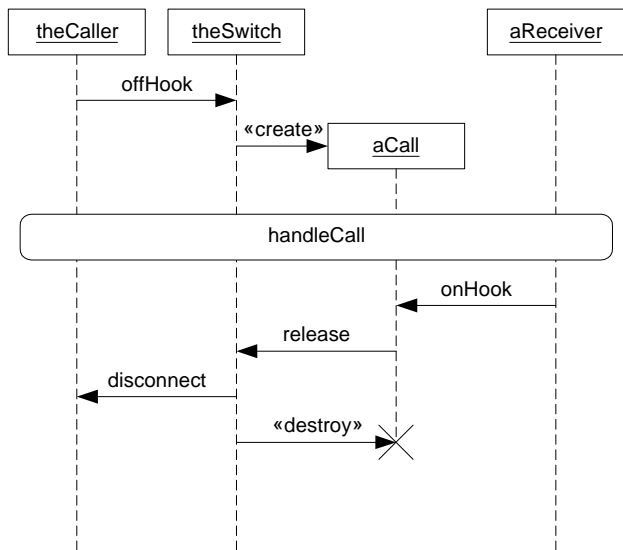 theCaller
theSwitch
aReceiver
offHook
«create»
aCall
handleCall
onHook
release
disconnect
«destroy»